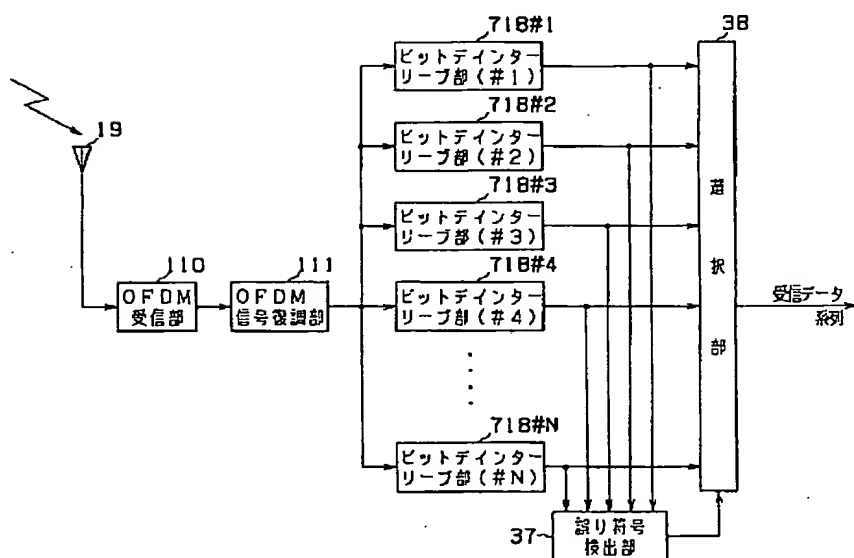 718#1
38
ビットデインター
リーブ部(#1)
718#2
19
ビットデインター
リーブ部(#2)
718#3
ビットデインター
リーブ部(#3)
718#4
110
111
OFDM
受信部
OFDM
信号復調部
ビットデインター
リーブ部(#4)
選択部
受信データ
系列
718#N
ビットデインター
リーブ部(#N)
37
誤り符号
検出部